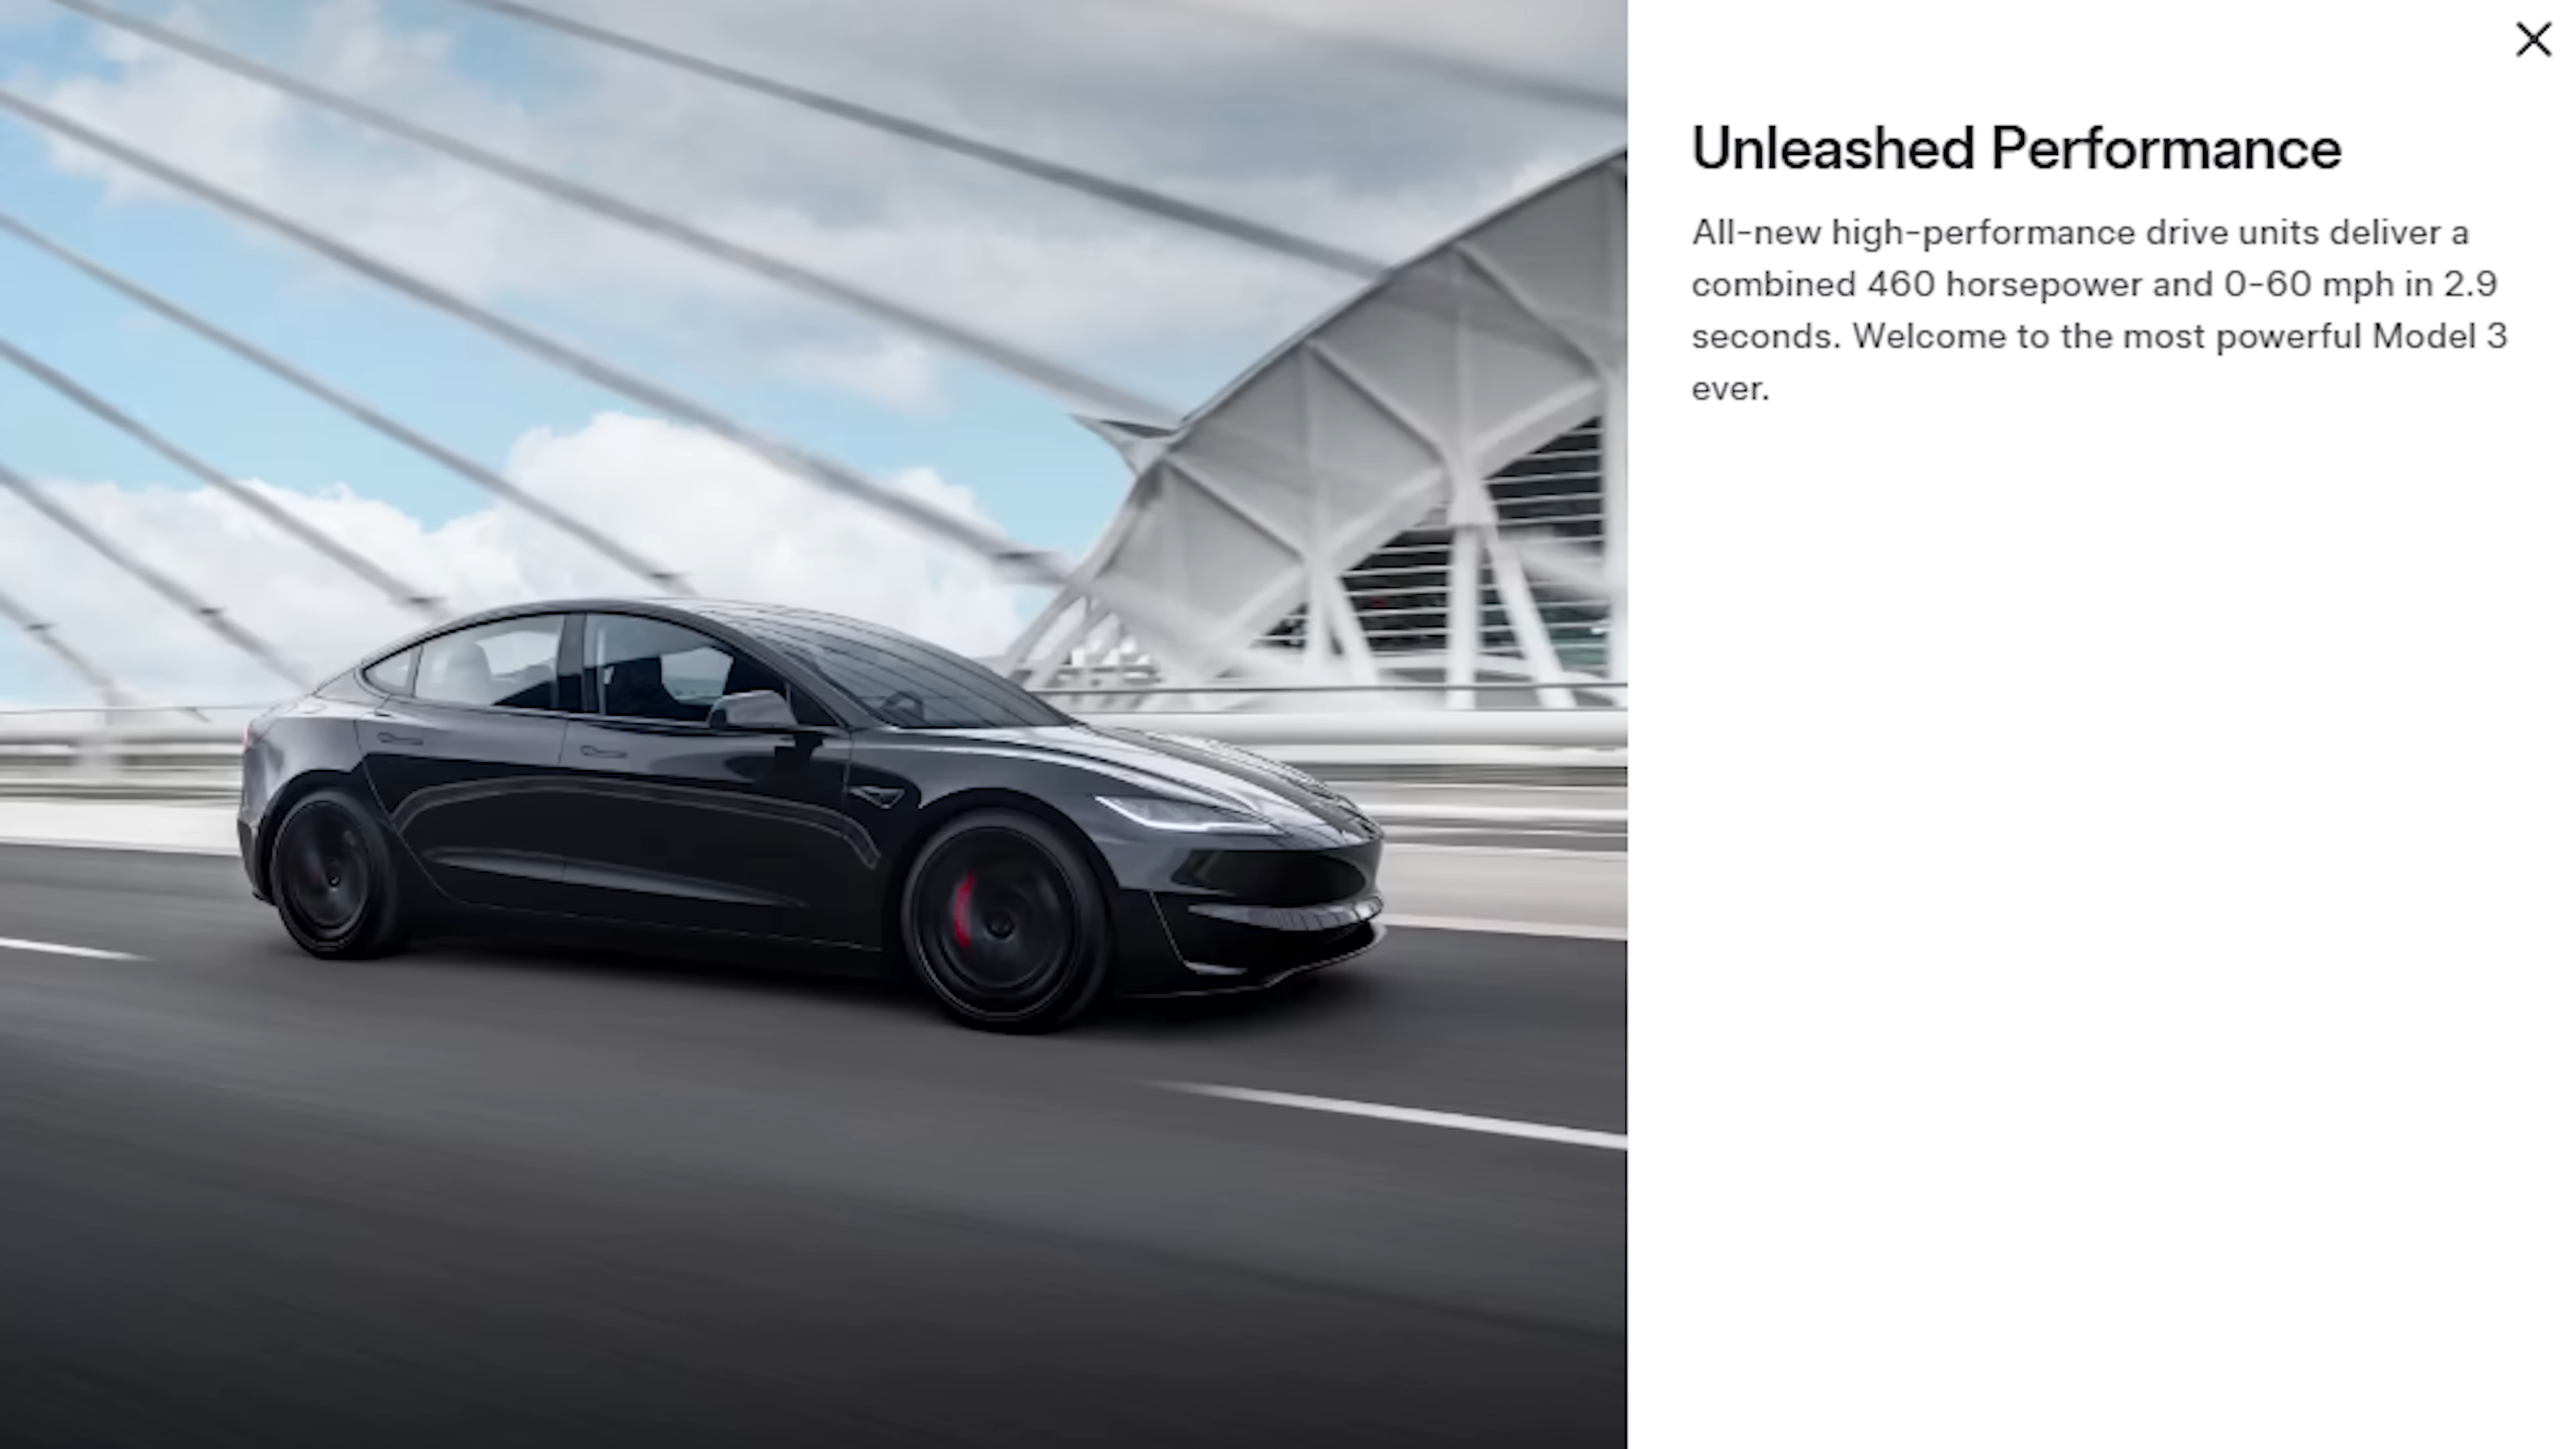 Unleashed Performance
All-new high-performance drive units deliver a
combined 460 horsepower and 0-60 mph in 2.9
seconds. Welcome to the most powerful Model 3
ever.